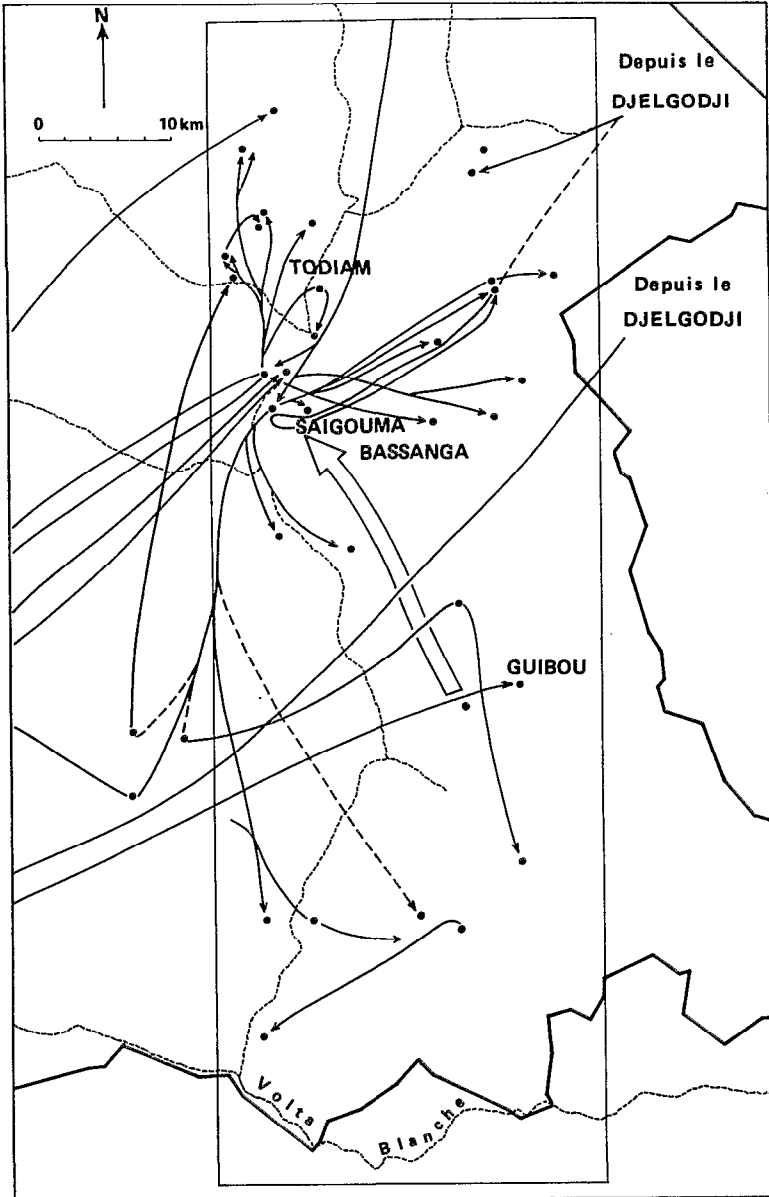 N
0 10 km
Depuis le
DJELGODJI
TODIAM
Depuis le
DJELGODJI
SAIGOUMA
BASSANGA
GUIBOU
Volta
Blanche